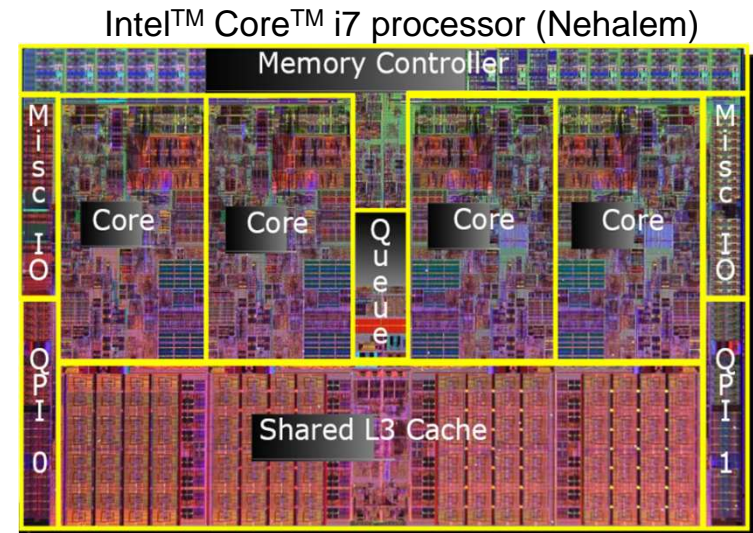 Intel™ Core™ i7 processor (Nehalem)
Memory Controller
Misc IO
Core
Core
Queue
Core
Core
Misc IO
QPI 0
Shared L3 Cache
QPI 1